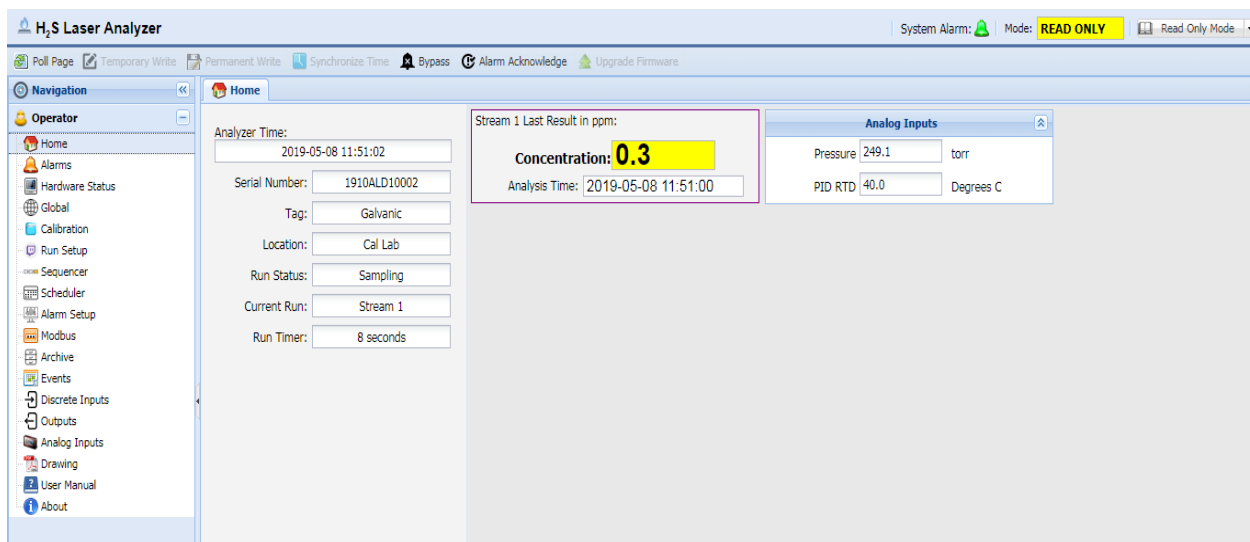 H₂S Laser Analyzer
System Alarm: Mode: READ ONLY Read Only Mode
Poll Page Temporary Write Permanent Write Synchronize Time Bypass Alarm Acknowledge Upgrade Firmware
Navigation
Operator
Home
Alarms
Hardware Status
Global
Calibration
Run Setup
Sequencer
Scheduler
Alarm Setup
Modbus
Archive
Events
Discrete Inputs
Outputs
Analog Inputs
Drawing
User Manual
About
Home
Analyzer Time:
2019-05-08 11:51:02
Serial Number: 1910ALD10002
Tag: Galvanic
Location: Cal Lab
Run Status: Sampling
Current Run: Stream 1
Run Timer: 8 seconds
Stream 1 Last Result in ppm:
Concentration: 0.3
Analysis Time: 2019-05-08 11:51:00
Analog Inputs
Pressure 249.1 torr
PID RTD 40.0 Degrees C